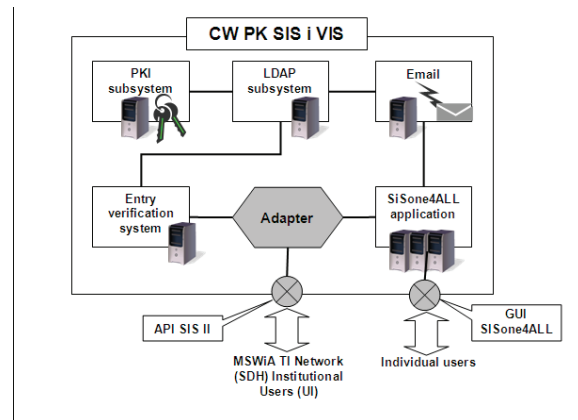 CW PK SIS i VIS
PKI
subsystem
LDAP
subsystem
Email
Entry
verification
system
Adapter
SiSone4ALL
application
API SIS II
GUI
SISone4ALL
MSWiA TI Network
(SDH) Institutional
Users (UI)
Individual users